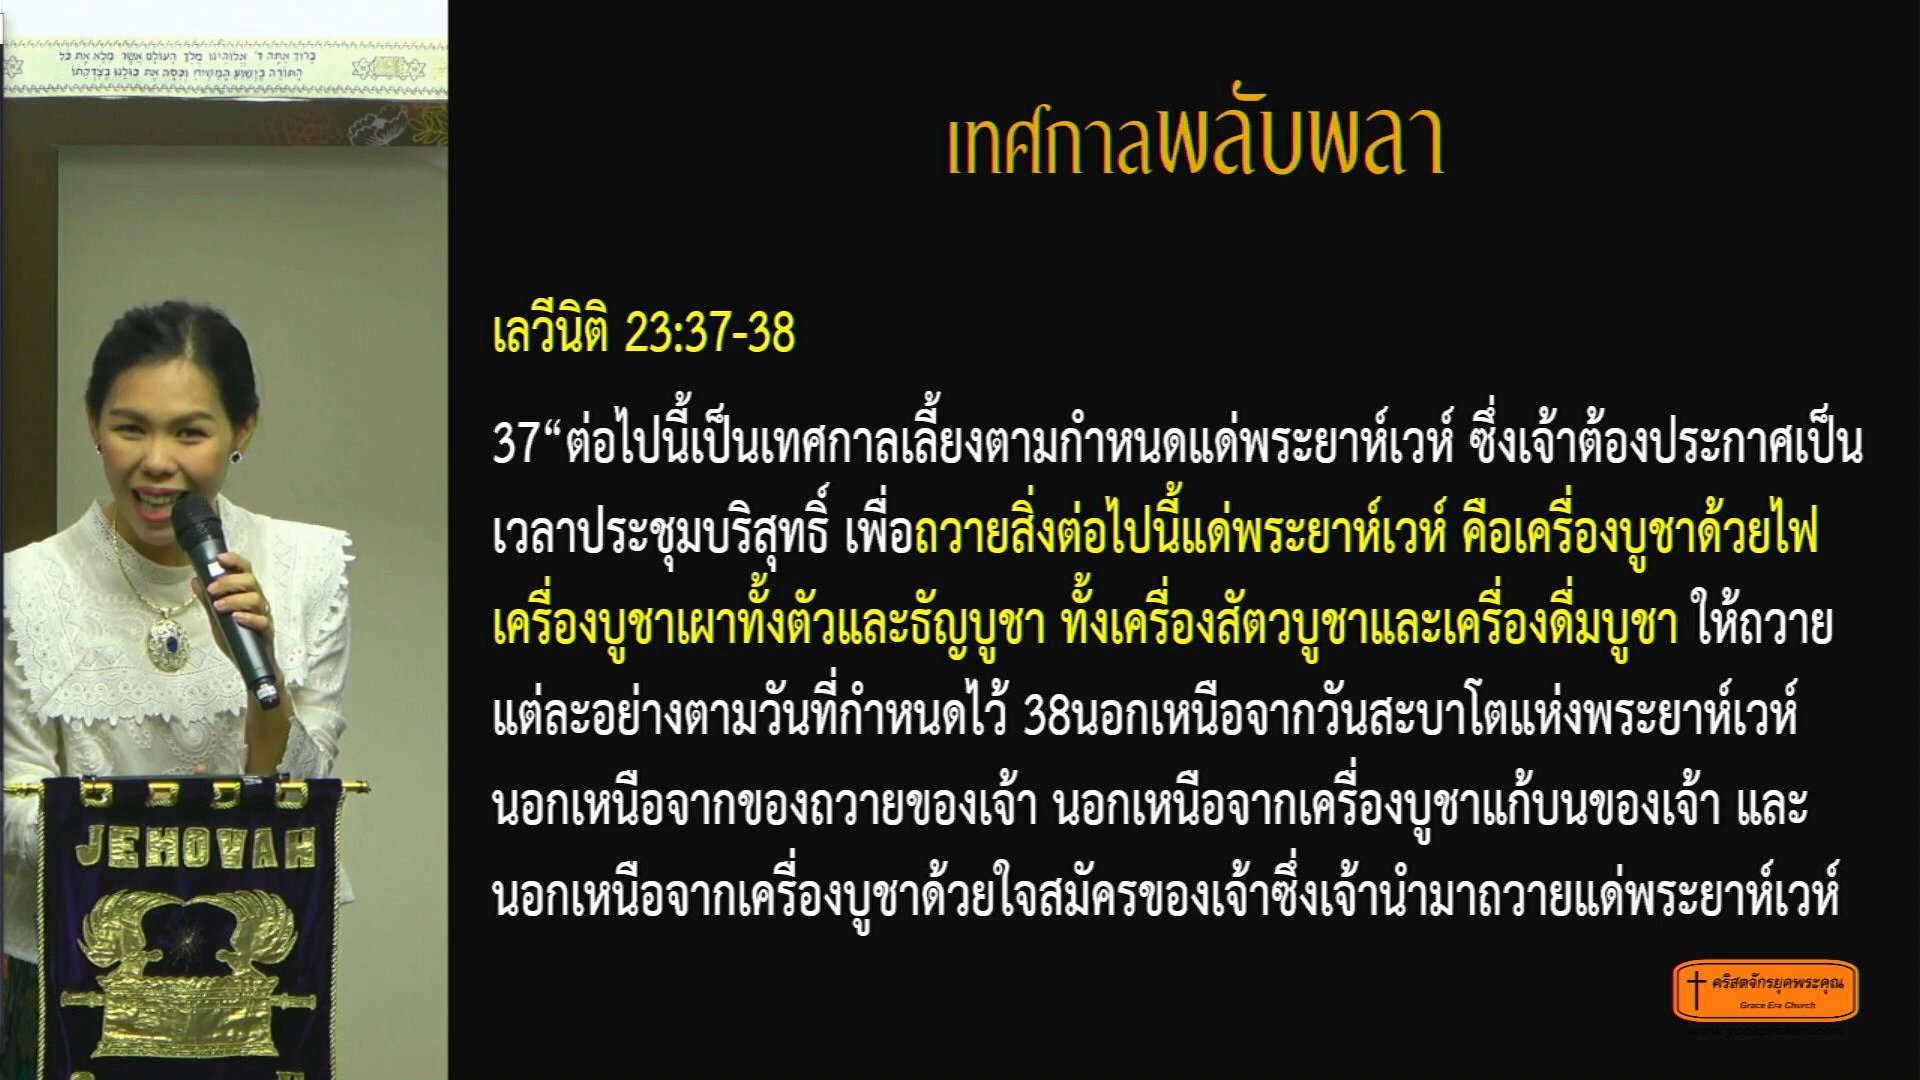 בָּרוּךְ אַתָּה ד' אֱלוֹהֵינוּ מֶלֶךְ הָעוֹלָם אֲשֶׁר מִלֵּא אֶת כֹּל
הַתּוֹרָה בְּיֵשׁוּעַ הַמָּשִׁיחַ וְכִסָּה אֶת כּוּלָנוּ בְּצִדְקָתוֹ
เทศกาลพลับพลา
เลวีนิติ 23:37-38
37“ต่อไปนี้เป็นเทศกาลเลี้ยงตามกำหนดแด่พระยาห์เวห์ ซึ่งเจ้าต้องประกาศเป็น
เวลาประชุมบริสุทธิ์ เพื่อถวายสิ่งต่อไปนี้แด่พระยาห์เวห์ คือเครื่องบูชาด้วยไฟ
เครื่องบูชาเผาทั้งตัวและธัญบูชา ทั้งเครื่องสัตวบูชาและเครื่องดื่มบูชา ให้ถวาย
แต่ละอย่างตามวันที่กำหนดไว้ 38นอกเหนือจากวันสะบาโตแห่งพระยาห์เวห์
นอกเหนือจากของถวายของเจ้า นอกเหนือจากเครื่องบูชาแก้บนของเจ้า และ
นอกเหนือจากเครื่องบูชาด้วยใจสมัครของเจ้าซึ่งเจ้านำมาถวายแด่พระยาห์เวห์
JEHOVAH
คริสตจักรยุคพระคุณ
Grace Era Church